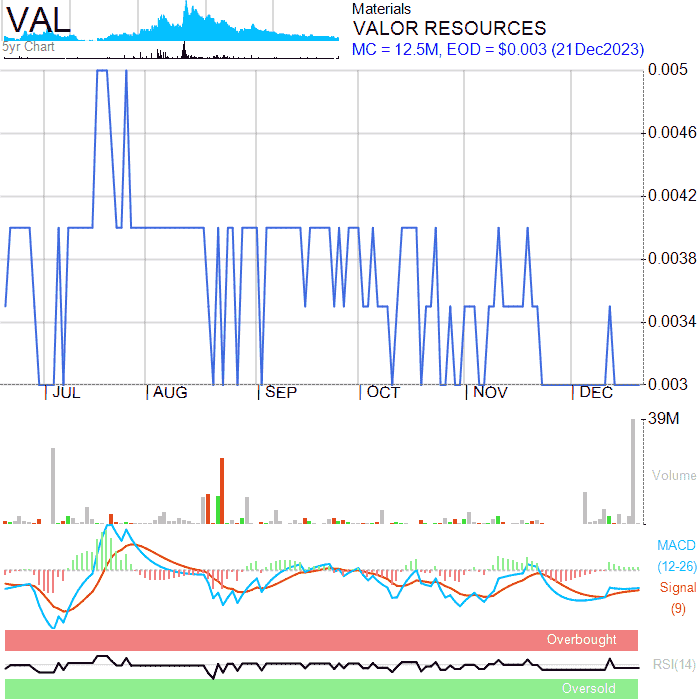 VAL
5yr Chart
Materials
VALOR RESOURCES
MC = 12.5M, EOD = $0.003 (21Dec2023)
0.005
0.0046
0.0042
0.0038
0.0034
0.003
JUL AUG SEP OCT NOV DEC
39M
Volume
MACD
(12-26)
Signal
(9)
Overbought
RSI(14)
Oversold